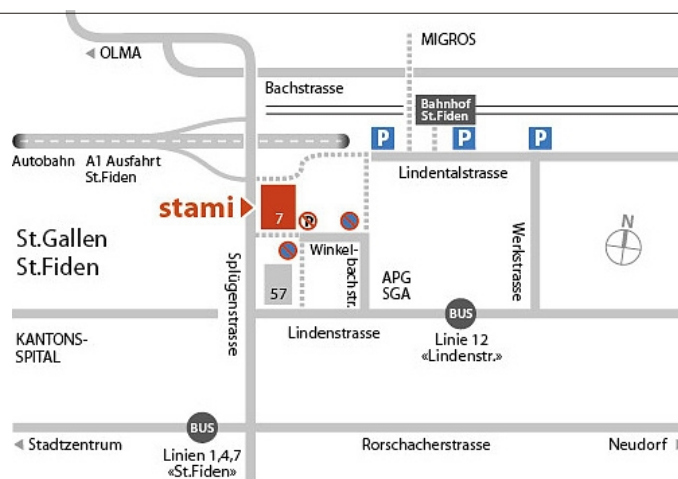 OLMA
MIGROS
Bachstrasse
Bahnhof
St.Fiden
P
P
P
Autobahn
A1 Ausfahrt
St.Fiden
Lindentalstrasse
stami
7
P
N
St.Gallen
St.Fiden
Splügenstrasse
Winkel-
bachstr.
Werkstrasse
57
APG
SGA
KANTONS-
SPITAL
Lindenstrasse
BUS
Linie 12
«Lindenstr.»
BUS
Stadtzentrum
Linien 1,4,7
«St.Fiden»
Rorschacherstrasse
Neudorf